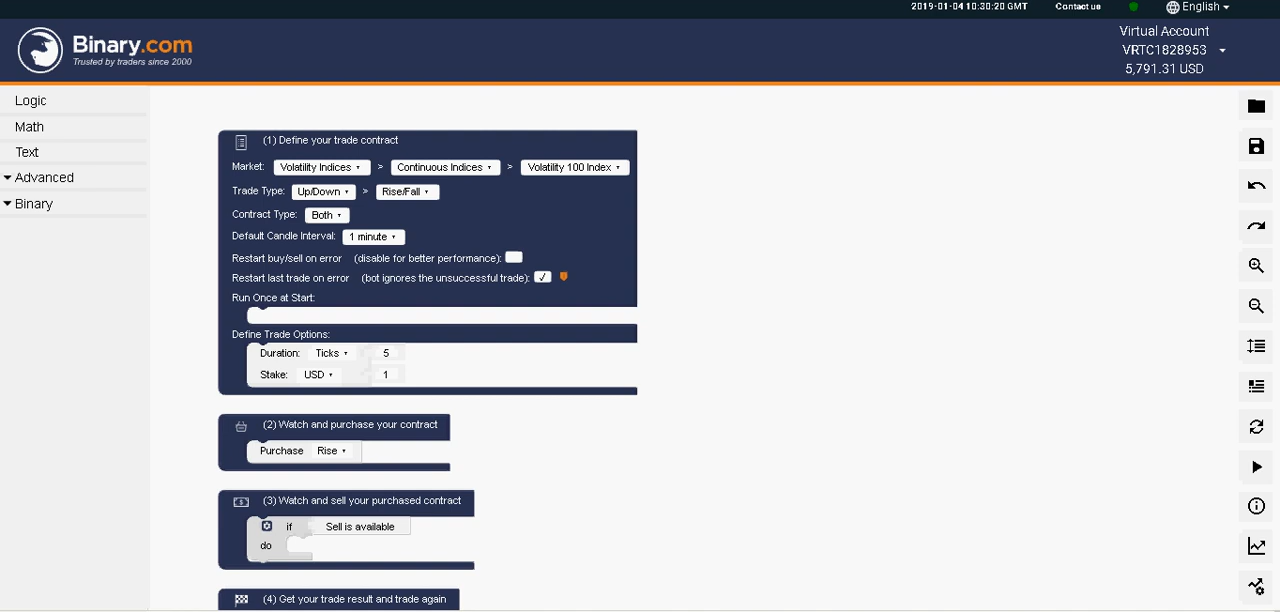 2019-01-04 10:30:20 GMT Contact us English
Binary.com
Trusted by traders since 2000
Virtual Account
VRTC1828953
5,791.31 USD
Logic
Math
Text
Advanced
Binary
(1) Define your trade contract
Market: Volatility Indices > Continuous Indices > Volatility 100 Index
Trade Type: Up/Down > Rise/Fall
Contract Type: Both
Default Candle Interval: 1 minute
Restart buy/sell on error (disable for better performance):
Restart last trade on error (bot ignores the unsuccessful trade): ✓
Run Once at Start:
Define Trade Options:
Duration: Ticks 5
Stake: USD 1
(2) Watch and purchase your contract
Purchase Rise
(3) Watch and sell your purchased contract
if Sell is available
do
(4) Get your trade result and trade again